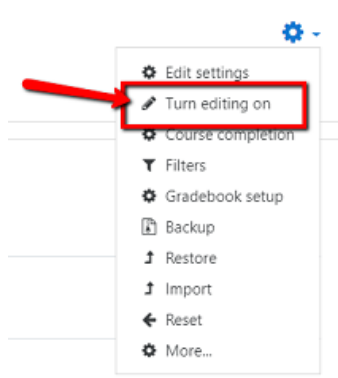 Edit settings
Turn editing on
Course completion
Filters
Gradebook setup
Backup
Restore
Import
Reset
More...